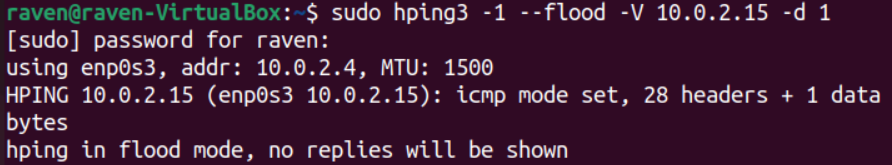 raven@raven-VirtualBox:~$ sudo hping3 -1 --flood -V 10.0.2.15 -d 1
[sudo] password for raven:
using enp0s3, addr: 10.0.2.4, MTU: 1500
HPING 10.0.2.15 (enp0s3 10.0.2.15): icmp mode set, 28 headers + 1 data
bytes
hping in flood mode, no replies will be shown